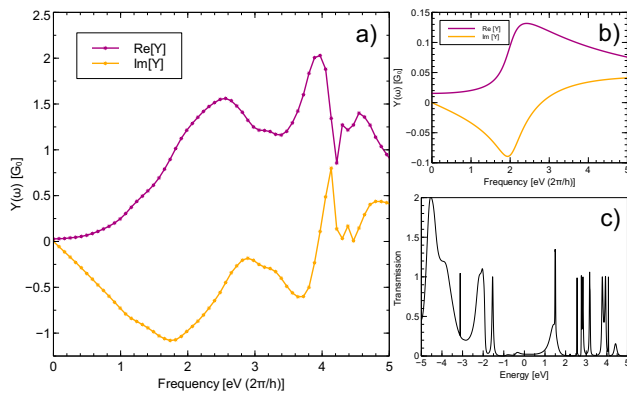 a)
Re[Y]
Im[Y]
Y(ω) [G₀]
2
1.5
1
0.5
0
−0.5
−1
0 1 2 3 4 5
Frequency [eV (2π/h)]
b)
Re[Y]
Im[Y]
Y(ω) [G₀]
0.15
0.1
0.05
0
−0.05
−0.1
0 1 2 3 4 5
Frequency [eV (2π/h)]
c)
Transmission
2
1.5
1
0.5
0
−5 −4 −3 −2 −1 0 1 2 3 4 5
Energy [eV]